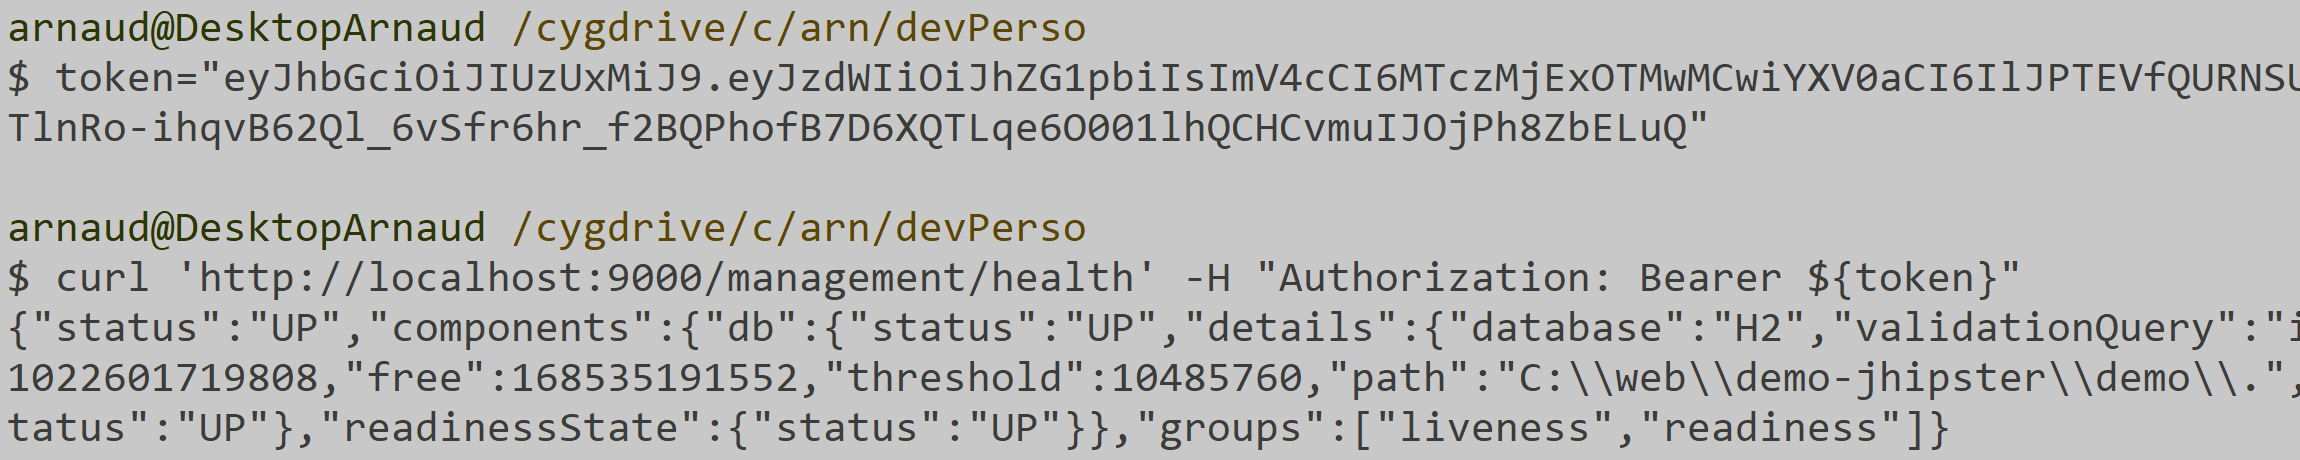 arnaud@DesktopArnaud /cygdrive/c/arn/devPerso
$ token="eyJhbGciOiJIUzUxMiJ9.eyJzdWIiOiJhZG1pbiIsImV4cCI6MTczMjExOTMwMCwiYXV0aCI6IlJPTEVfQURNSU
TlnRo-ihqvB62Ql_6vSfr6hr_f2BQPhofB7D6XQTLqe6O001lhQCHCvmuIJOjPh8ZbELuQ"
arnaud@DesktopArnaud /cygdrive/c/arn/devPerso
$ curl 'http://localhost:9000/management/health' -H "Authorization: Bearer ${token}"
{"status":"UP","components":{"db":{"status":"UP","details":{"database":"H2","validationQuery":"i
1022601719808,"free":168535191552,"threshold":10485760,"path":"C:\\web\\demo-jhipster\\demo\\.",
tatus":"UP"},"readinessState":{"status":"UP"}},"groups":["liveness","readiness"]}